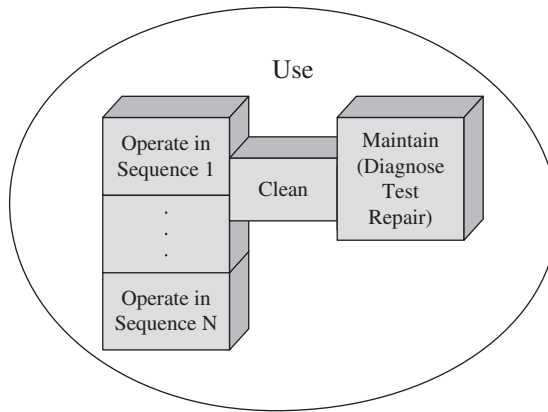 Use
Operate in
Sequence 1
.
.
.
Operate in
Sequence N
Clean
Maintain
(Diagnose
Test
Repair)